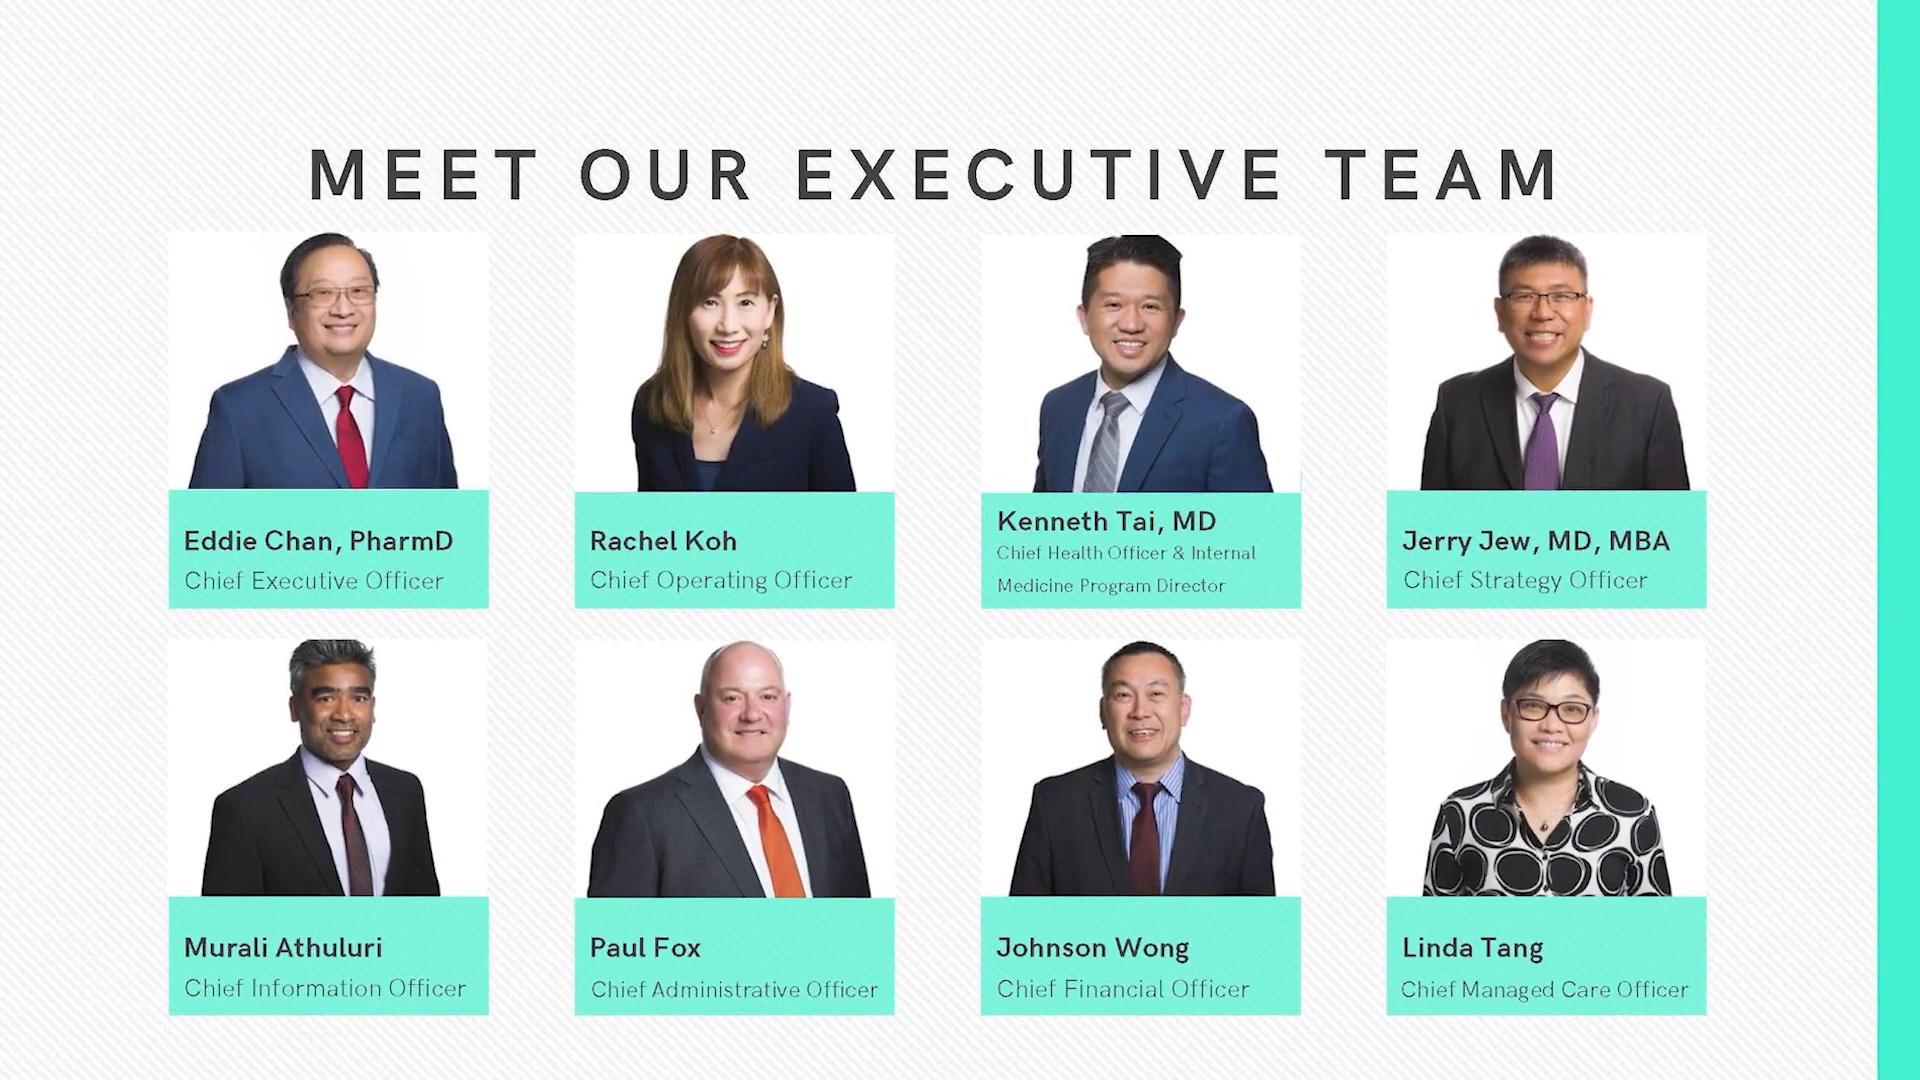 MEET OUR EXECUTIVE TEAM
Eddie Chan, PharmD
Chief Executive Officer
Rachel Koh
Chief Operating Officer
Kenneth Tai, MD
Chief Health Officer & Internal
Medicine Program Director
Jerry Jew, MD, MBA
Chief Strategy Officer
Murali Athuluri
Chief Information Officer
Paul Fox
Chief Administrative Officer
Johnson Wong
Chief Financial Officer
Linda Tang
Chief Managed Care Officer